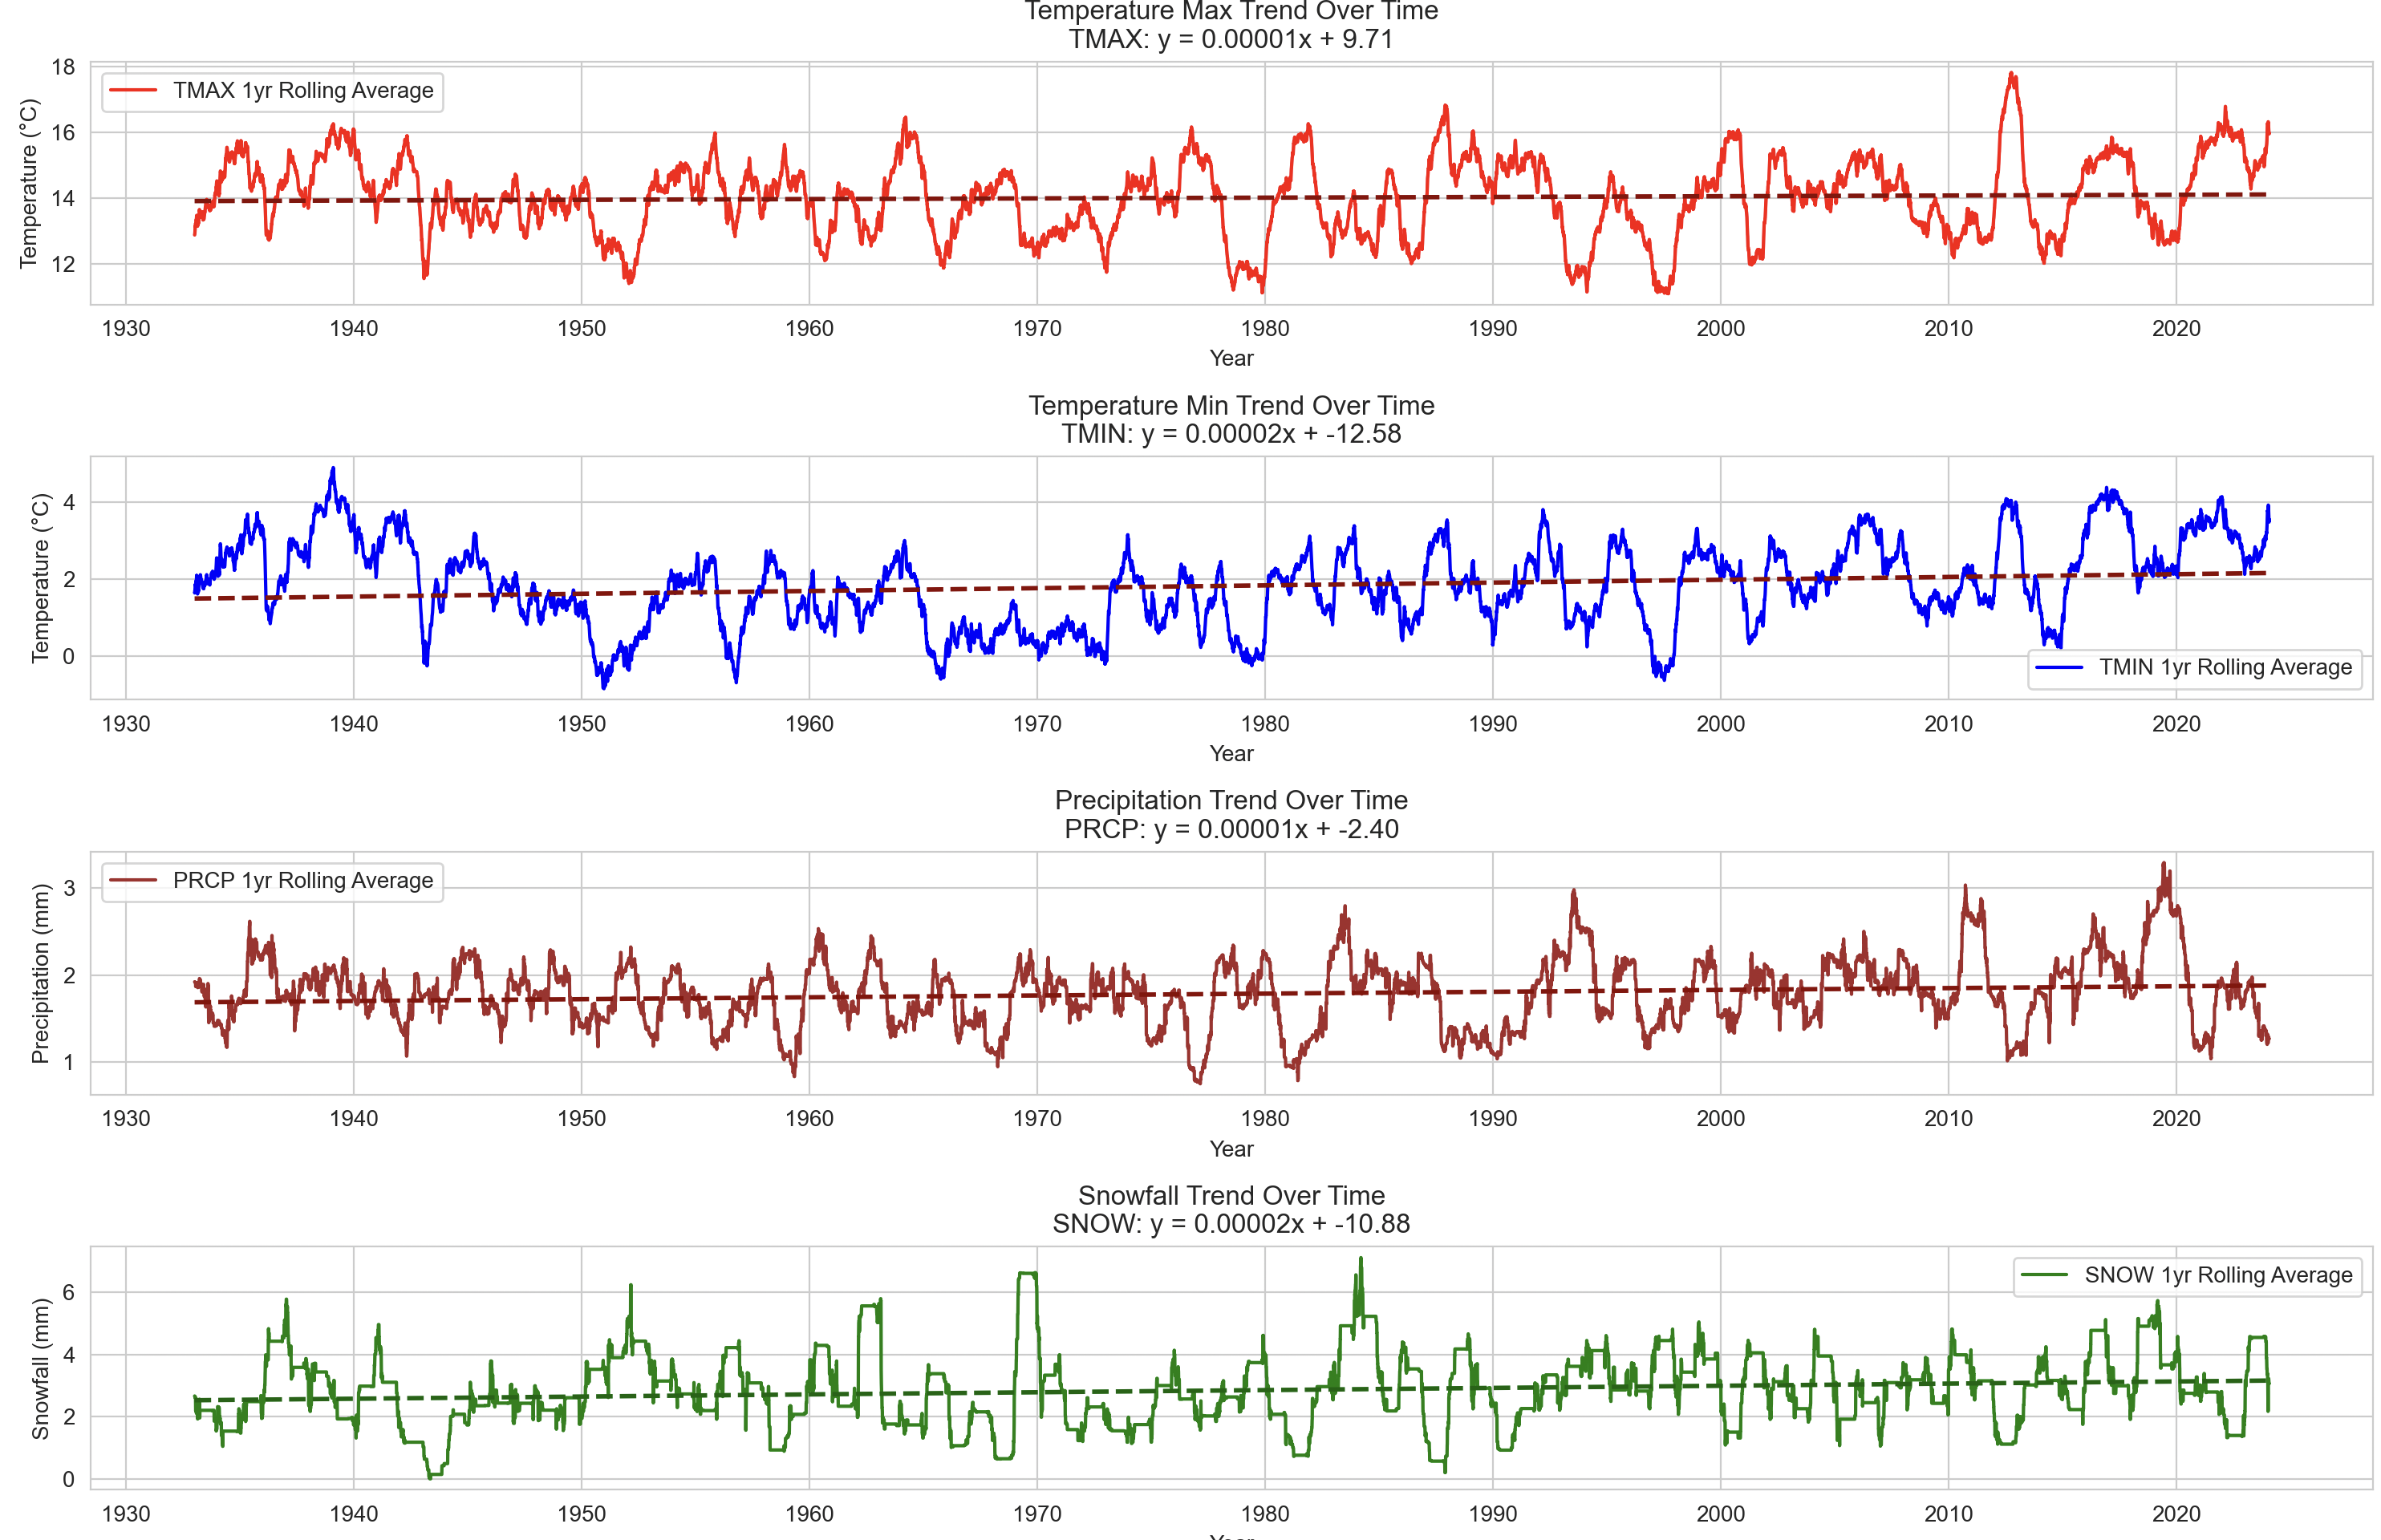 Temperature Max Trend Over Time
TMAX: y = 0.00001x + 9.71
TMAX 1yr Rolling Average
Temperature (°C)
18
16
14
12
1930 1940 1950 1960 1970 1980 1990 2000 2010 2020
Year
Temperature Min Trend Over Time
TMIN: y = 0.00002x + -12.58
Temperature (°C)
4
2
0
TMIN 1yr Rolling Average
1930 1940 1950 1960 1970 1980 1990 2000 2010 2020
Year
Precipitation Trend Over Time
PRCP: y = 0.00001x + -2.40
PRCP 1yr Rolling Average
Precipitation (mm)
3
2
1
1930 1940 1950 1960 1970 1980 1990 2000 2010 2020
Year
Snowfall Trend Over Time
SNOW: y = 0.00002x + -10.88
SNOW 1yr Rolling Average
Snowfall (mm)
6
4
2
0
1930 1940 1950 1960 1970 1980 1990 2000 2010 2020
Year